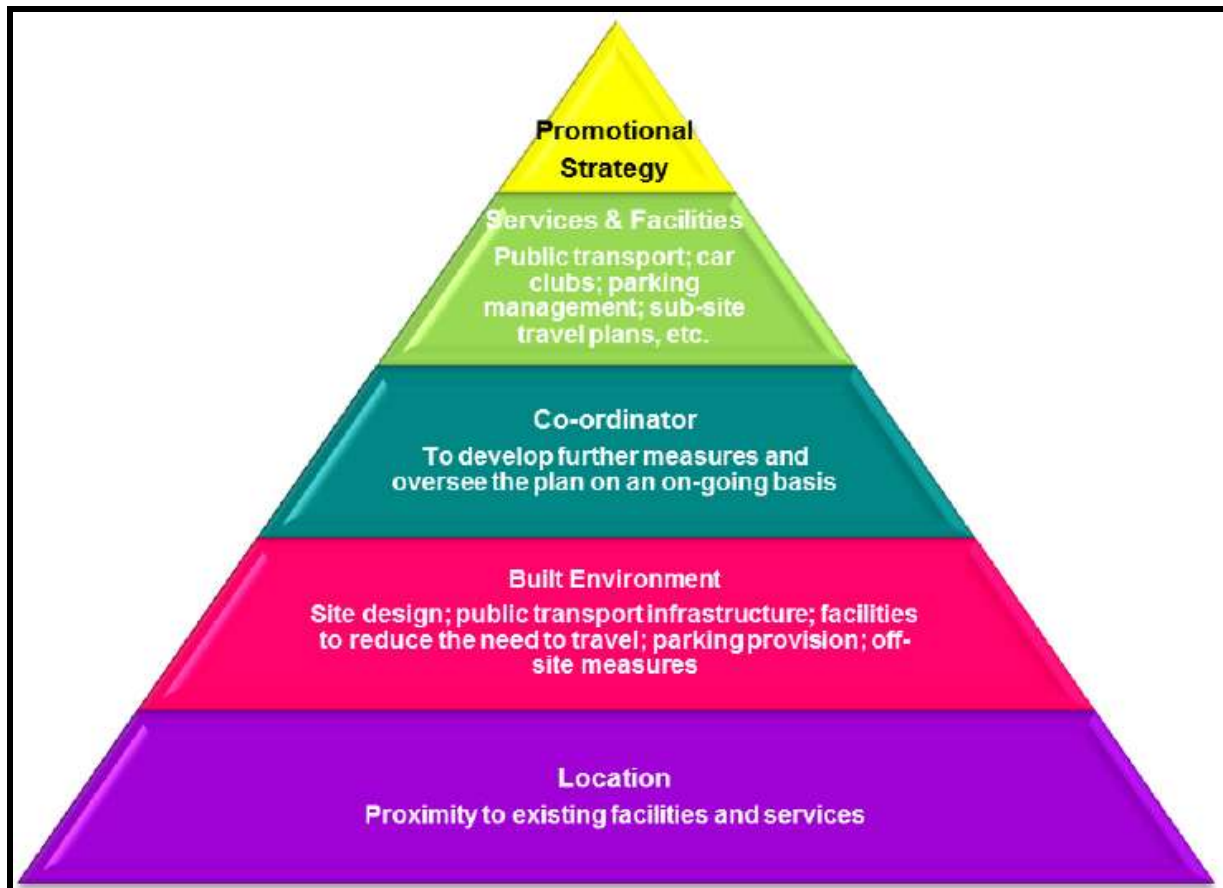 Promotional
Strategy
Services & Facilities
Public transport; car
clubs; parking
management; sub-site
travel plans, etc.
Co-ordinator
To develop further measures and
oversee the plan on an on-going basis
Built Environment
Site design; public transport infrastructure; facilities
to reduce the need to travel; parking provision; off-
site measures
Location
Proximity to existing facilities and services